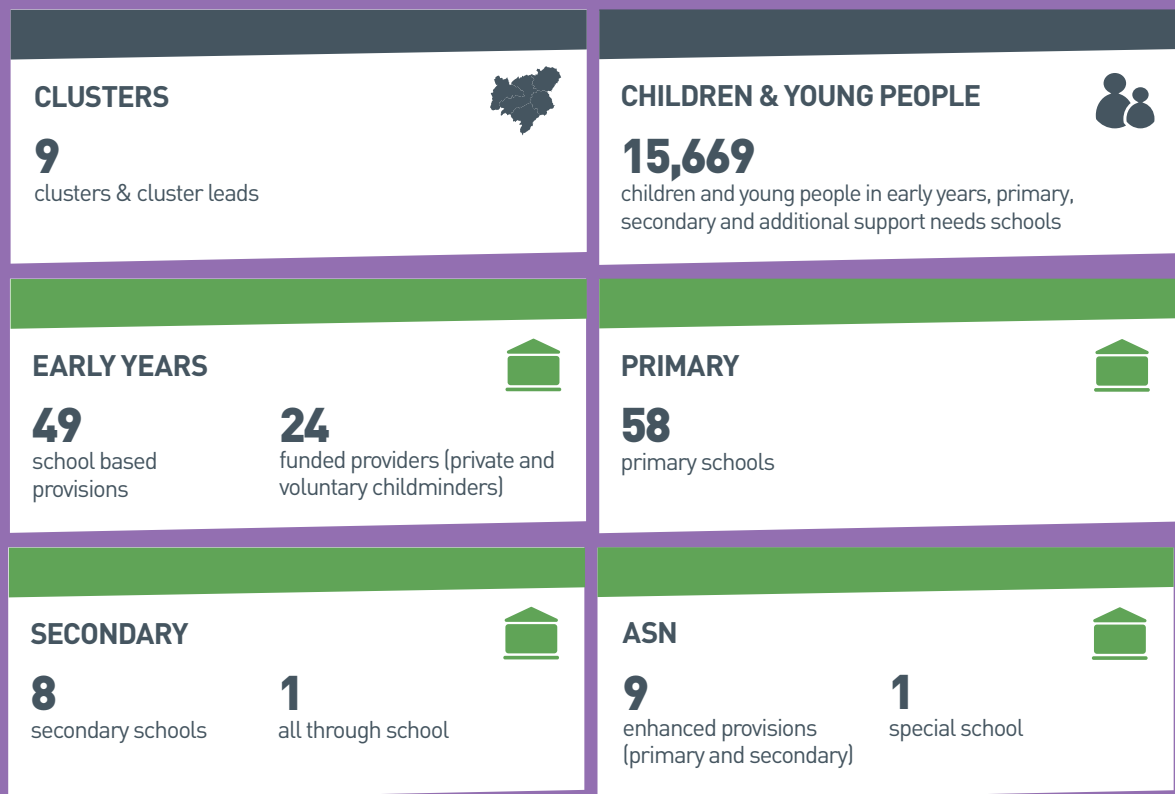 CLUSTERS
9
clusters & cluster leads
CHILDREN & YOUNG PEOPLE
15,669
children and young people in early years, primary,
secondary and additional support needs schools
EARLY YEARS
49
school based
provisions
24
funded providers (private and
voluntary childminders)
PRIMARY
58
primary schools
SECONDARY
8
secondary schools
1
all through school
ASN
9
enhanced provisions
(primary and secondary)
1
special school